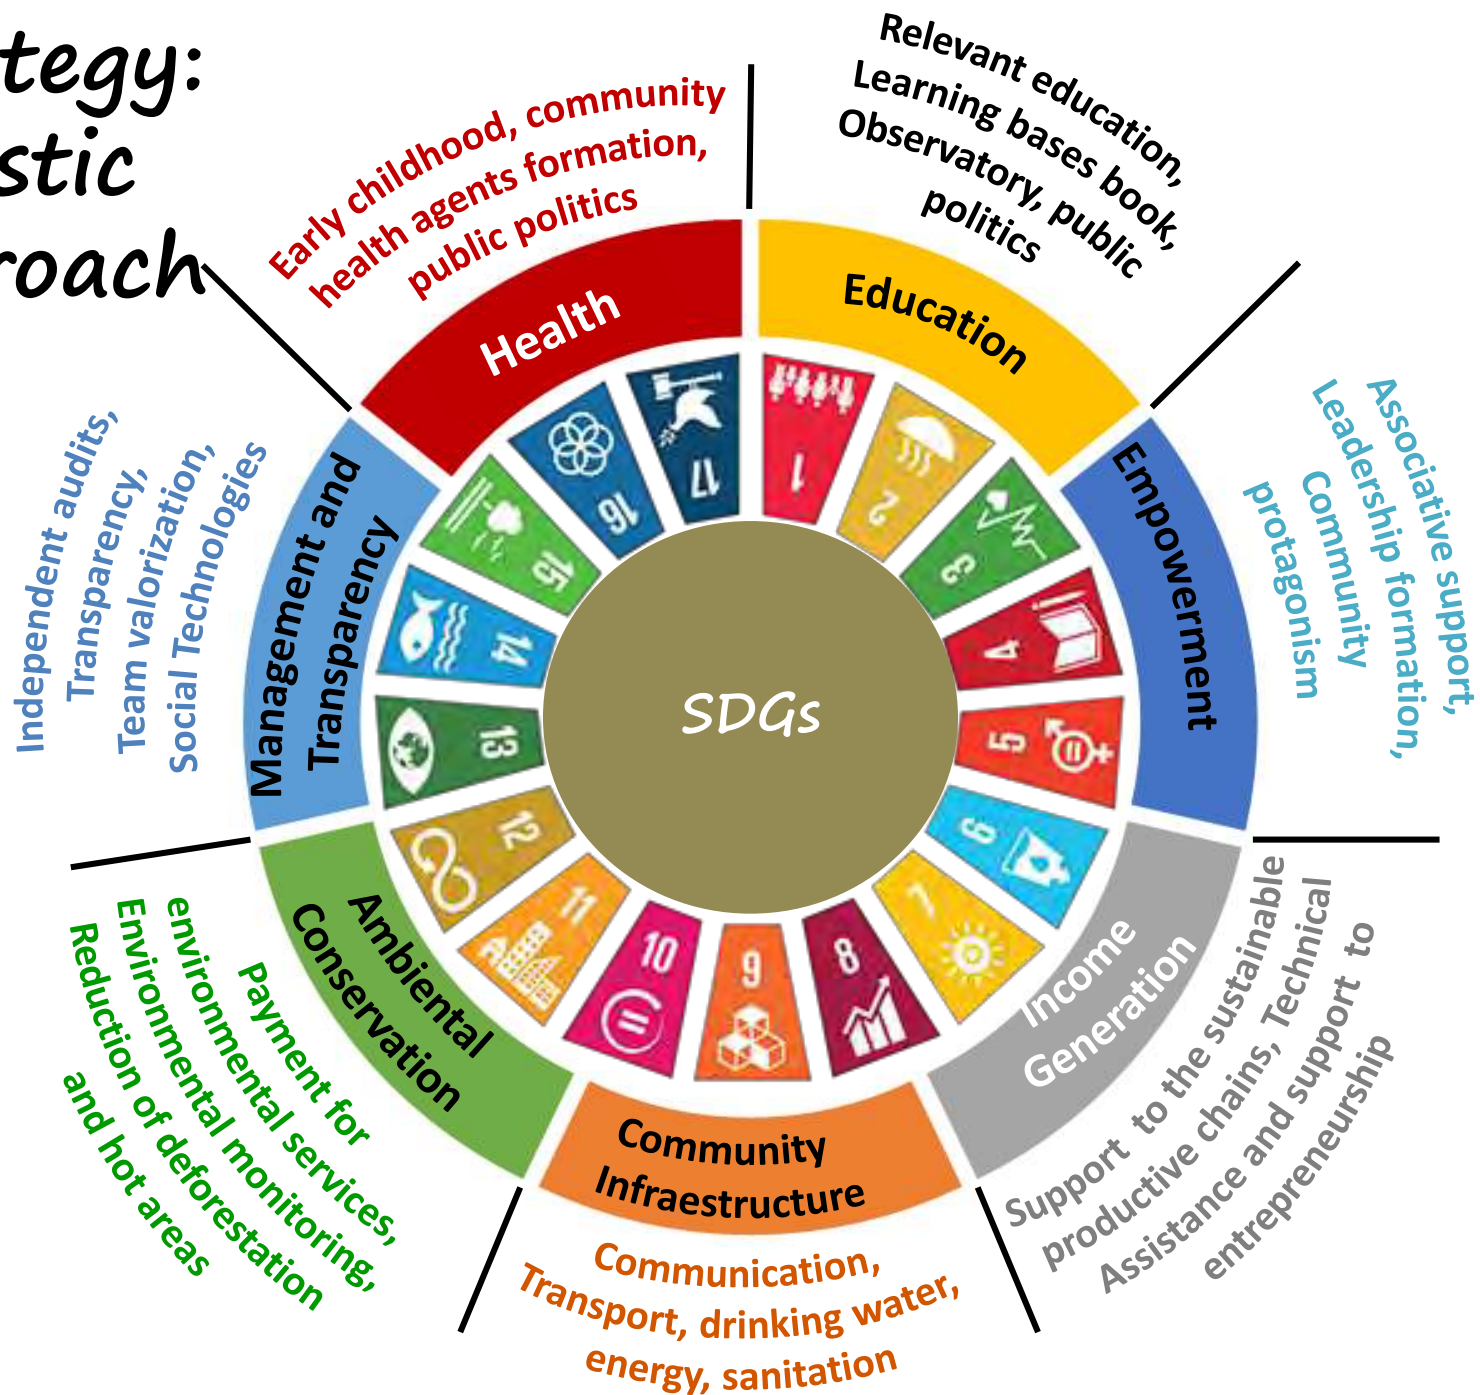 tegy:
stic
roach
Early childhood, community
health agents formation,
public politics
Health
Relevant education,
Learning bases book,
Observatory, public
politics
Education
Associative support,
Leadership formation,
Community
protagonism
Empowerment
Support to the sustainable
productive chains, Technical
Assistance and support to
entrepreneurship
Income
Generation
Community
Infraestructure
Communication,
Transport, drinking water,
energy, sanitation
Ambiental
Conservation
Payment for
environmental services,
Environmental monitoring,
Reduction of deforestation
and hot areas
Management and
Transparency
Independent audits,
Transparency,
Team valorization,
Social Technologies
1
2
3
4
5
6
7
8
9
10
11
12
13
14
15
16
17
SDGs